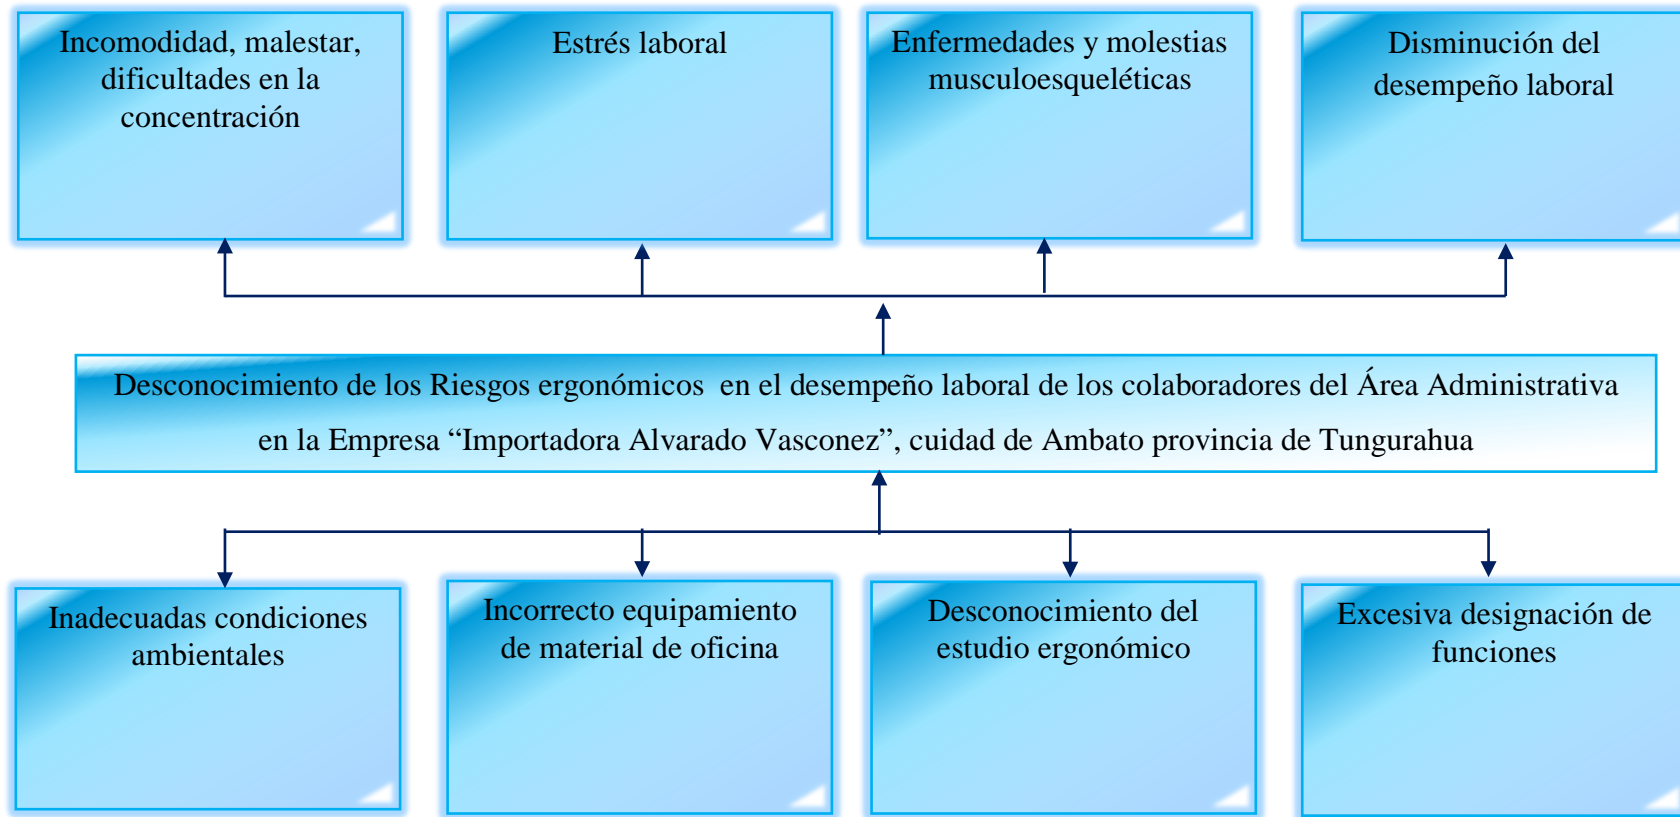 Incomodidad, malestar,
dificultades en la
concentración
Estrés laboral
Enfermedades y molestias
musculoesqueléticas
Disminución del
desempeño laboral
Desconocimiento de los Riesgos ergonómicos  en el desempeño laboral de los colaboradores del Área Administrativa
en la Empresa “Importadora Alvarado Vasconez”, cuidad de Ambato provincia de Tungurahua
Inadecuadas condiciones
ambientales
Incorrecto equipamiento
de material de oficina
Desconocimiento del
estudio ergonómico
Excesiva designación de
funciones